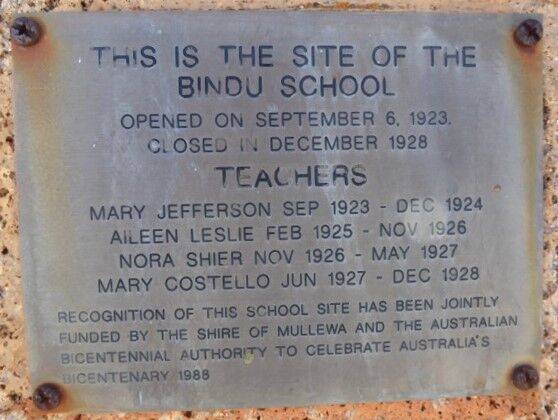 THIS IS THE SITE OF THE
BINDU SCHOOL
OPENED ON SEPTEMBER 6, 1923.
CLOSED IN DECEMBER 1928
TEACHERS
MARY JEFFERSON SEP 1923 - DEC 1924
AILEEN LESLIE FEB 1925 - NOV 1926
NORA SHIER NOV 1926 - MAY 1927
MARY COSTELLO JUN 1927 - DEC 1928
RECOGNITION OF THIS SCHOOL SITE HAS BEEN JOINTLY
FUNDED BY THE SHIRE OF MULLEWA AND THE AUSTRALIAN
BICENTENNIAL AUTHORITY TO CELEBRATE AUSTRALIA'S
BICENTENARY 1988